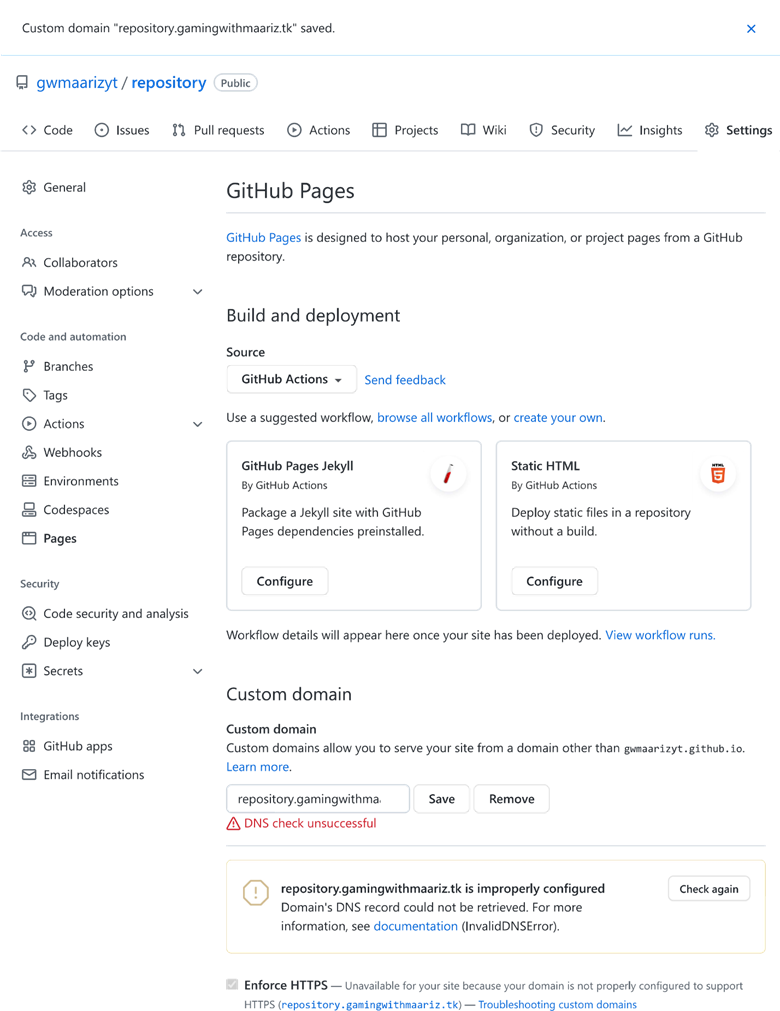 Custom domain "repository.gamingwithmaariz.tk" saved.
gwmaarizyt / repository Public
Code Issues Pull requests Actions Projects Wiki Security Insights Settings
General
Access
Collaborators
Moderation options
Code and automation
Branches
Tags
Actions
Webhooks
Environments
Codespaces
Pages
Security
Code security and analysis
Deploy keys
Secrets
Integrations
GitHub apps
Email notifications
GitHub Pages
GitHub Pages is designed to host your personal, organization, or project pages from a GitHub
repository.
Build and deployment
Source
GitHub Actions Send feedback
Use a suggested workflow, browse all workflows, or create your own.
GitHub Pages Jekyll
By GitHub Actions
Package a Jekyll site with GitHub
Pages dependencies preinstalled.
Configure
Static HTML
By GitHub Actions
Deploy static files in a repository
without a build.
Configure
HTML
5
Workflow details will appear here once your site has been deployed. View workflow runs.
Custom domain
Custom domain
Custom domains allow you to serve your site from a domain other than gwmaarizyt.github.io.
Learn more.
repository.gamingwithmaa Save Remove
DNS check unsuccessful
repository.gamingwithmaariz.tk is improperly configured
Domain's DNS record could not be retrieved. For more
information, see documentation (InvalidDNSError).
Check again
Enforce HTTPS — Unavailable for your site because your domain is not properly configured to support
HTTPS (repository.gamingwithmaariz.tk) — Troubleshooting custom domains